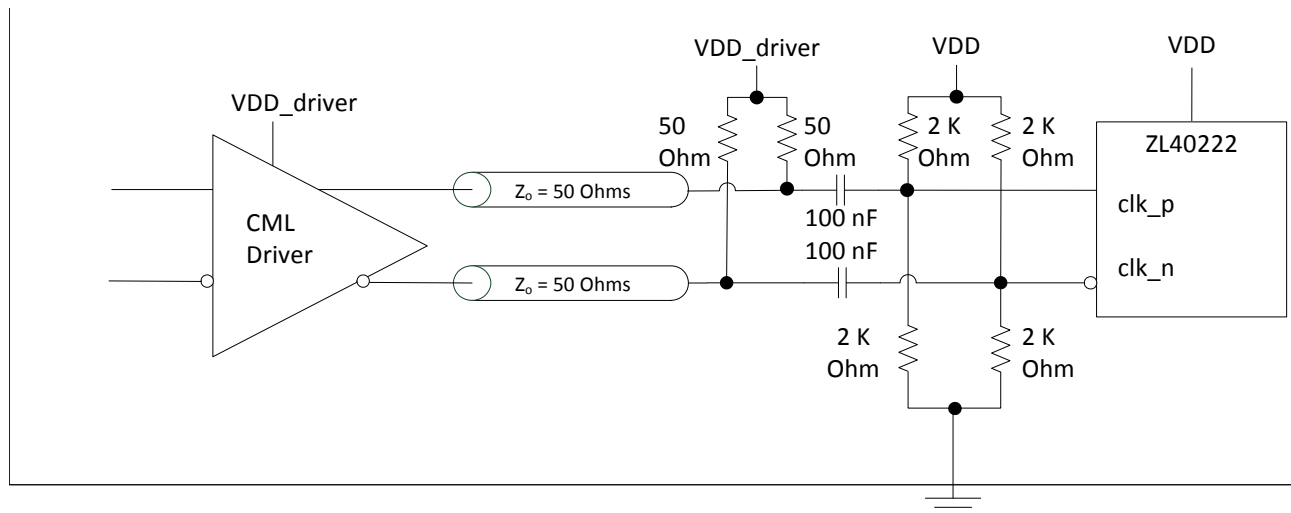 VDD_driver
VDD
VDD
VDD_driver
50
Ohm
50
Ohm
2 K
Ohm
2 K
Ohm
ZL40222
Zo = 50 Ohms
clk_p
CML
Driver
100 nF
100 nF
clk_n
Zo = 50 Ohms
2 K
Ohm
2 K
Ohm